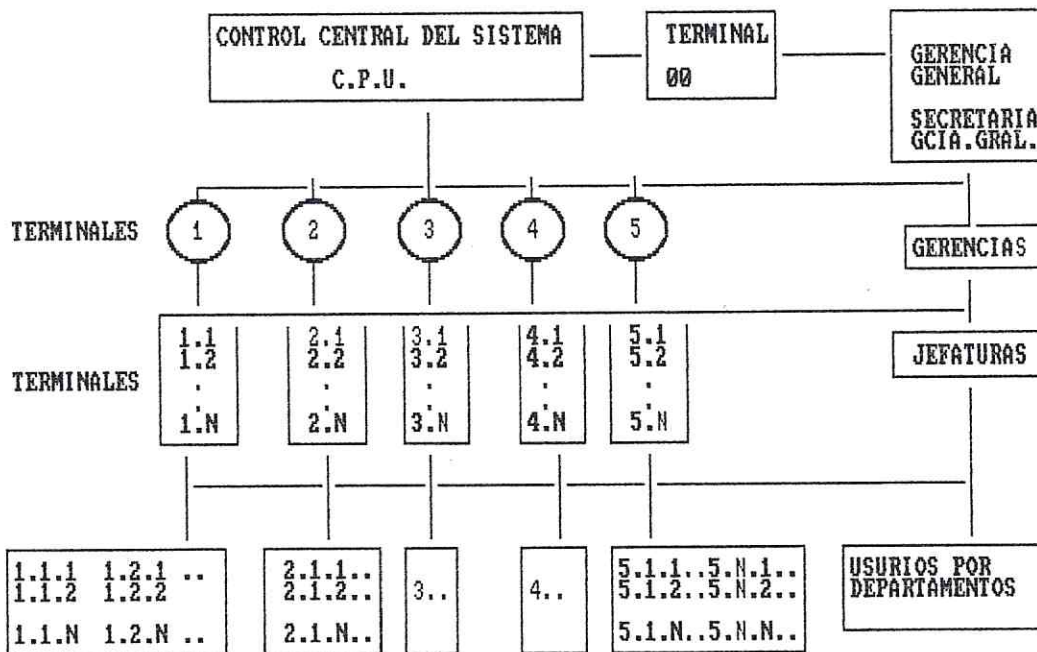 CONTROL CENTRAL DEL SISTEMA
C.P.U.
TERMINAL
00
GERENCIA
GENERAL
SECRETARIA
GCIA.GRAL.
TERMINALES
1
2
3
4
5
GERENCIAS
TERMINALES
1.1
1.2
.
.
1.N
2.1
2.2
.
.
2.N
3.1
3.2
.
.
3.N
4.1
4.2
.
.
4.N
5.1
5.2
.
.
5.N
JEFATURAS
1.1.1 1.2.1 ..
1.1.2 1.2.2
1.1.N 1.2.N ..
2.1.1..
2.1.2..
2.1.N..
3..
4..
5.1.1..5.N.1..
5.1.2..5.N.2..
5.1.N..5.N.N..
USURIOS POR
DEPARTAMENTOS